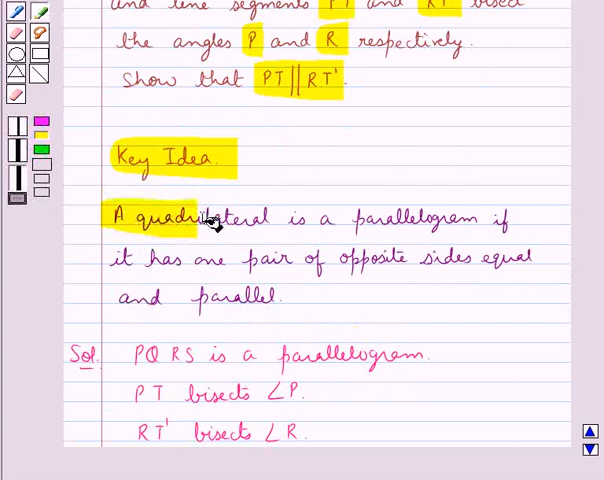 and line segments PT and RT' bisect
the angles P and R respectively.
Show that PT || RT'.
Key Idea.
A quadrilateral is a parallelogram if
it has one pair of opposite sides equal
and parallel.
Sol. PQRS is a parallelogram.
PT bisects ∠P.
RT' bisects ∠R.